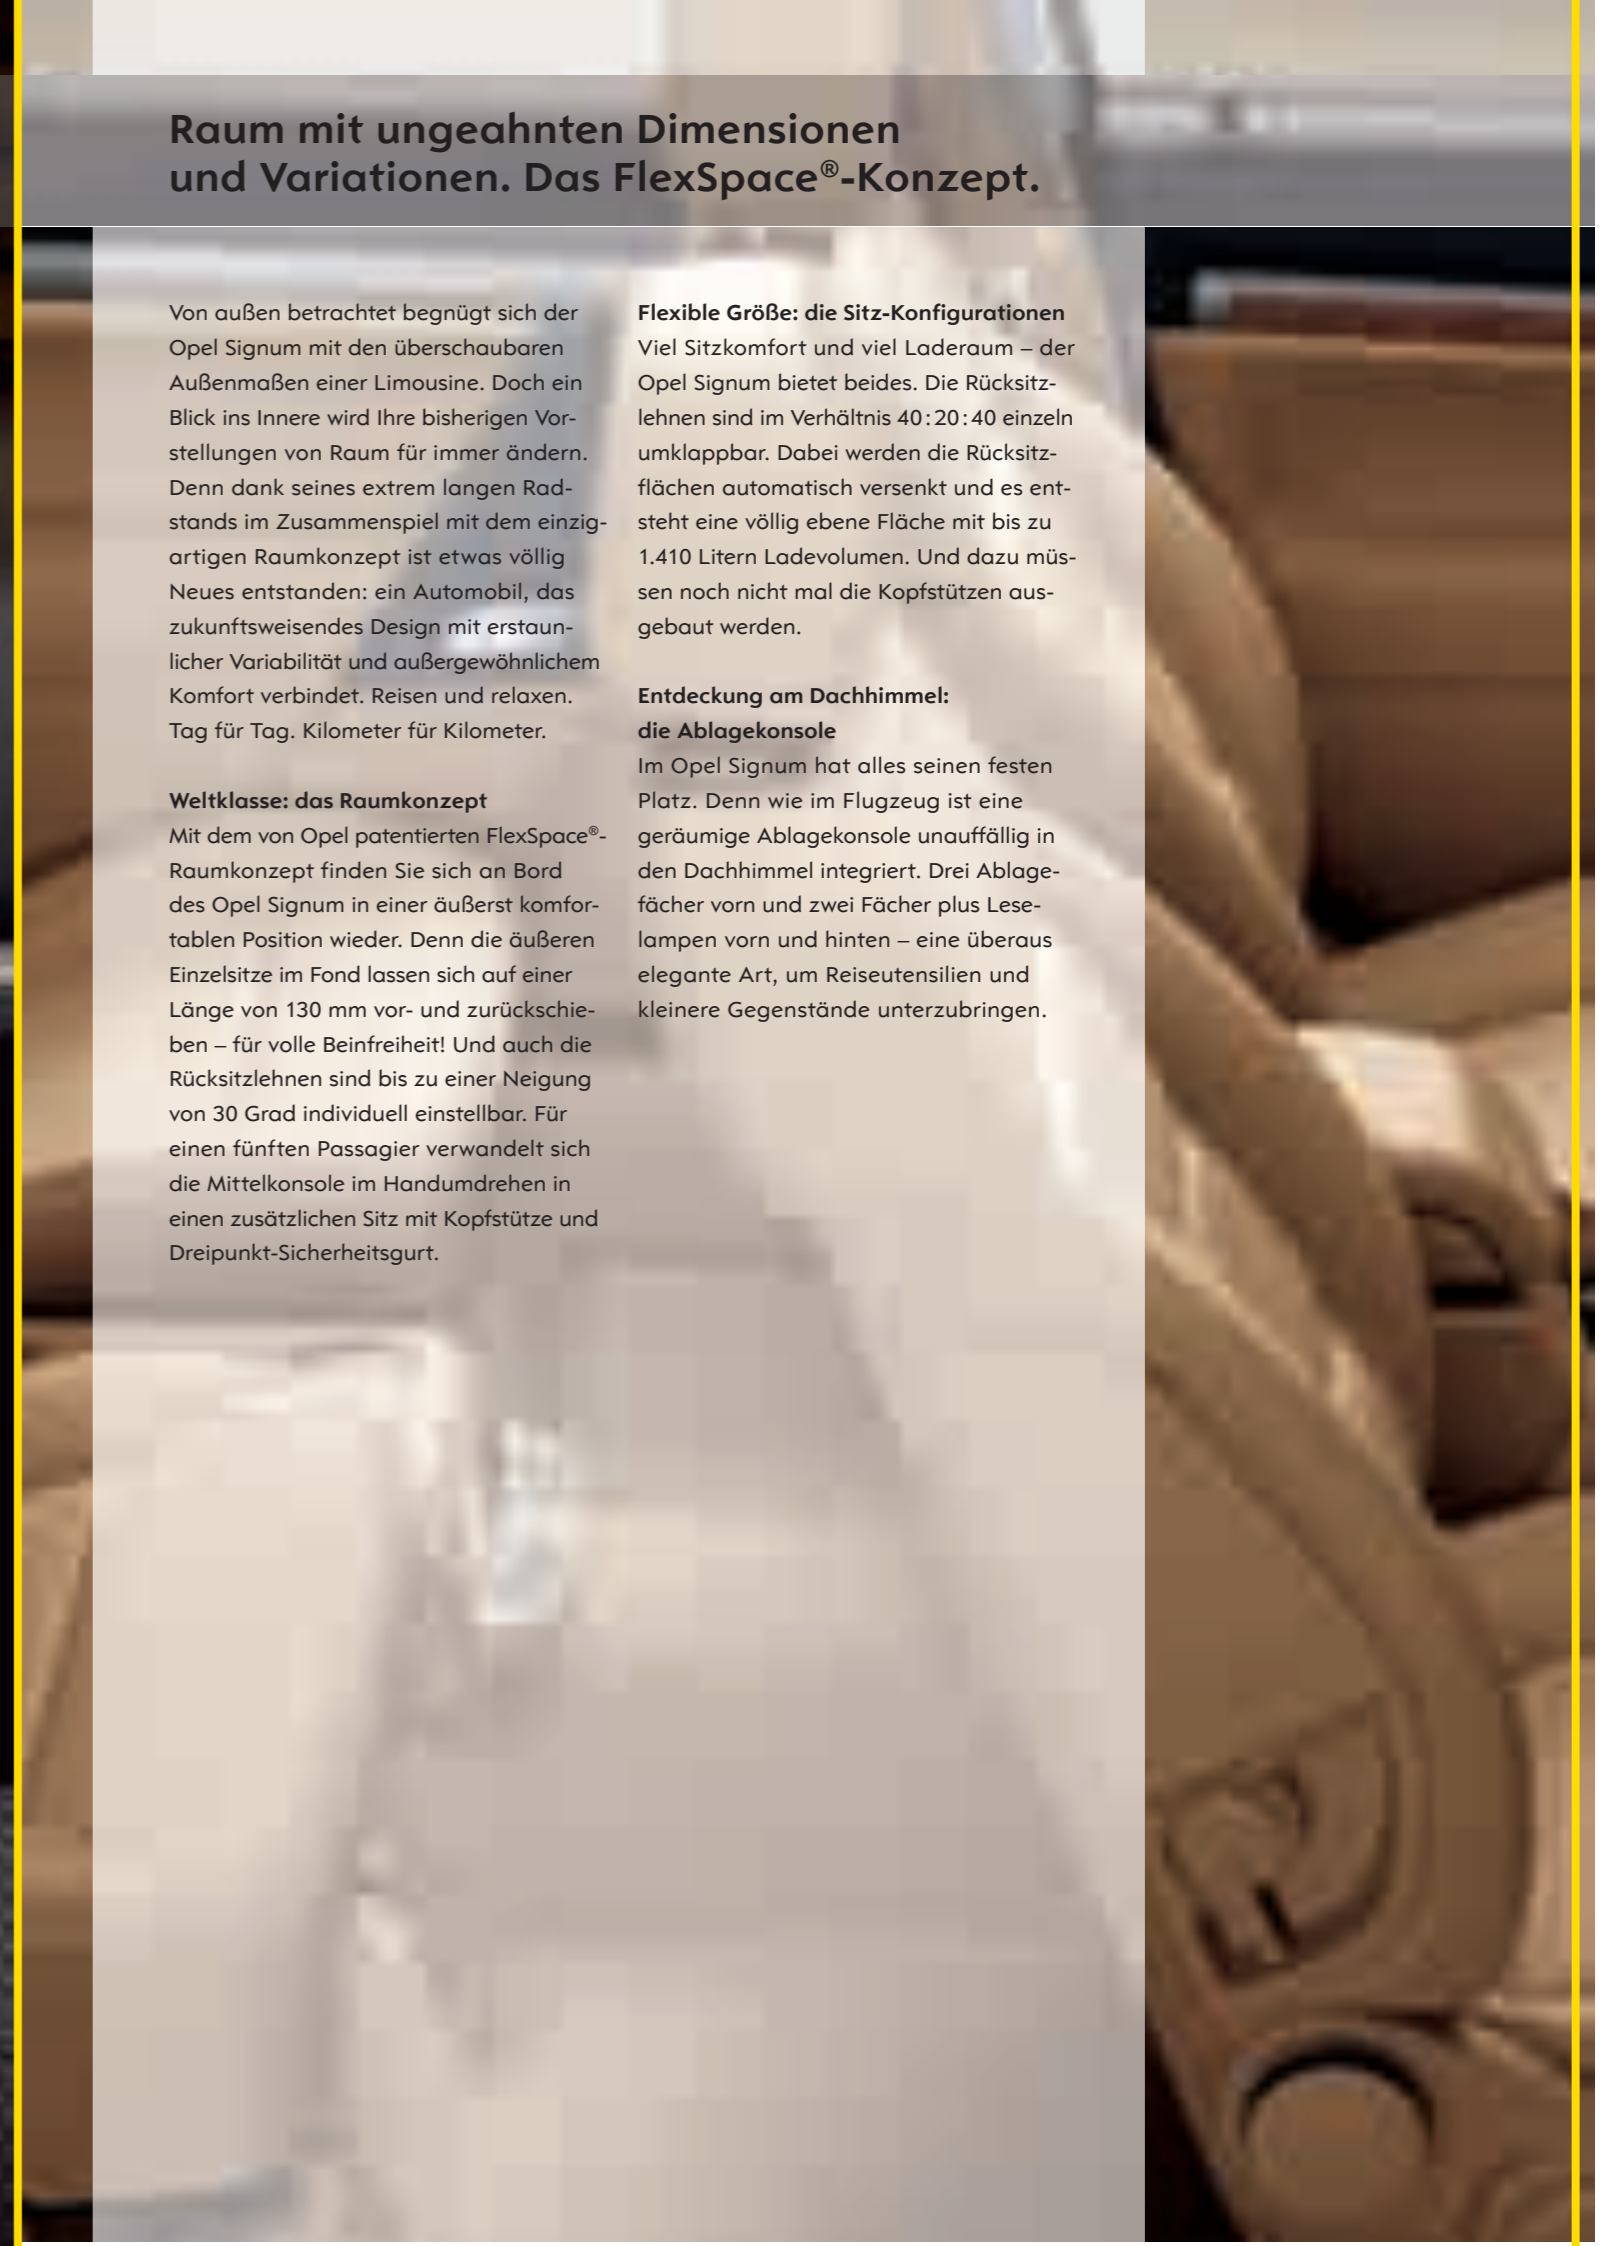 Raum mit ungeahnten Dimensionen
und Variationen. Das FlexSpace®-Konzept.
Von außen betrachtet begnügt sich der
Opel Signum mit den überschaubaren
Außenmaßen einer Limousine. Doch ein
Blick ins Innere wird Ihre bisherigen Vor-
stellungen von Raum für immer ändern.
Denn dank seines extrem langen Rad-
stands im Zusammenspiel mit dem einzig-
artigen Raumkonzept ist etwas völlig
Neues entstanden: ein Automobil, das
zukunftsweisendes Design mit erstaun-
licher Variabilität und außergewöhnlichem
Komfort verbindet. Reisen und relaxen.
Tag für Tag. Kilometer für Kilometer.
Weltklasse: das Raumkonzept
Mit dem von Opel patentierten FlexSpace®-
Raumkonzept finden Sie sich an Bord
des Opel Signum in einer äußerst komfor-
tablen Position wieder. Denn die äußeren
Einzelsitze im Fond lassen sich auf einer
Länge von 130 mm vor- und zurückschie-
ben – für volle Beinfreiheit! Und auch die
Rücksitzlehnen sind bis zu einer Neigung
von 30 Grad individuell einstellbar. Für
einen fünften Passagier verwandelt sich
die Mittelkonsole im Handumdrehen in
einen zusätzlichen Sitz mit Kopfstütze und
Dreipunkt-Sicherheitsgurt.
Flexible Größe: die Sitz-Konfigurationen
Viel Sitzkomfort und viel Laderaum – der
Opel Signum bietet beides. Die Rücksitz-
lehnen sind im Verhältnis 40:20:40 einzeln
umklappbar. Dabei werden die Rücksitz-
flächen automatisch versenkt und es ent-
steht eine völlig ebene Fläche mit bis zu
1.410 Litern Ladevolumen. Und dazu müs-
sen noch nicht mal die Kopfstützen aus-
gebaut werden.
Entdeckung am Dachhimmel:
die Ablagekonsole
Im Opel Signum hat alles seinen festen
Platz. Denn wie im Flugzeug ist eine
geräumige Ablagekonsole unauffällig in
den Dachhimmel integriert. Drei Ablage-
fächer vorn und zwei Fächer plus Lese-
lampen vorn und hinten – eine überaus
elegante Art, um Reiseutensilien und
kleinere Gegenstände unterzubringen.